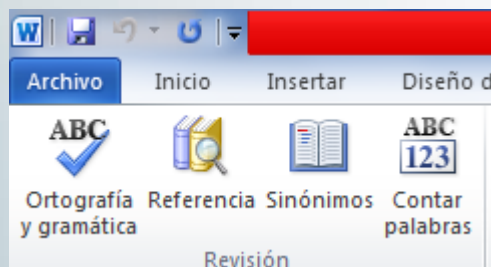 W
Archivo Inicio Insertar Diseño d
ABC ABC
123
Ortografía Referencia Sinónimos Contar
y gramática palabras
Revisión